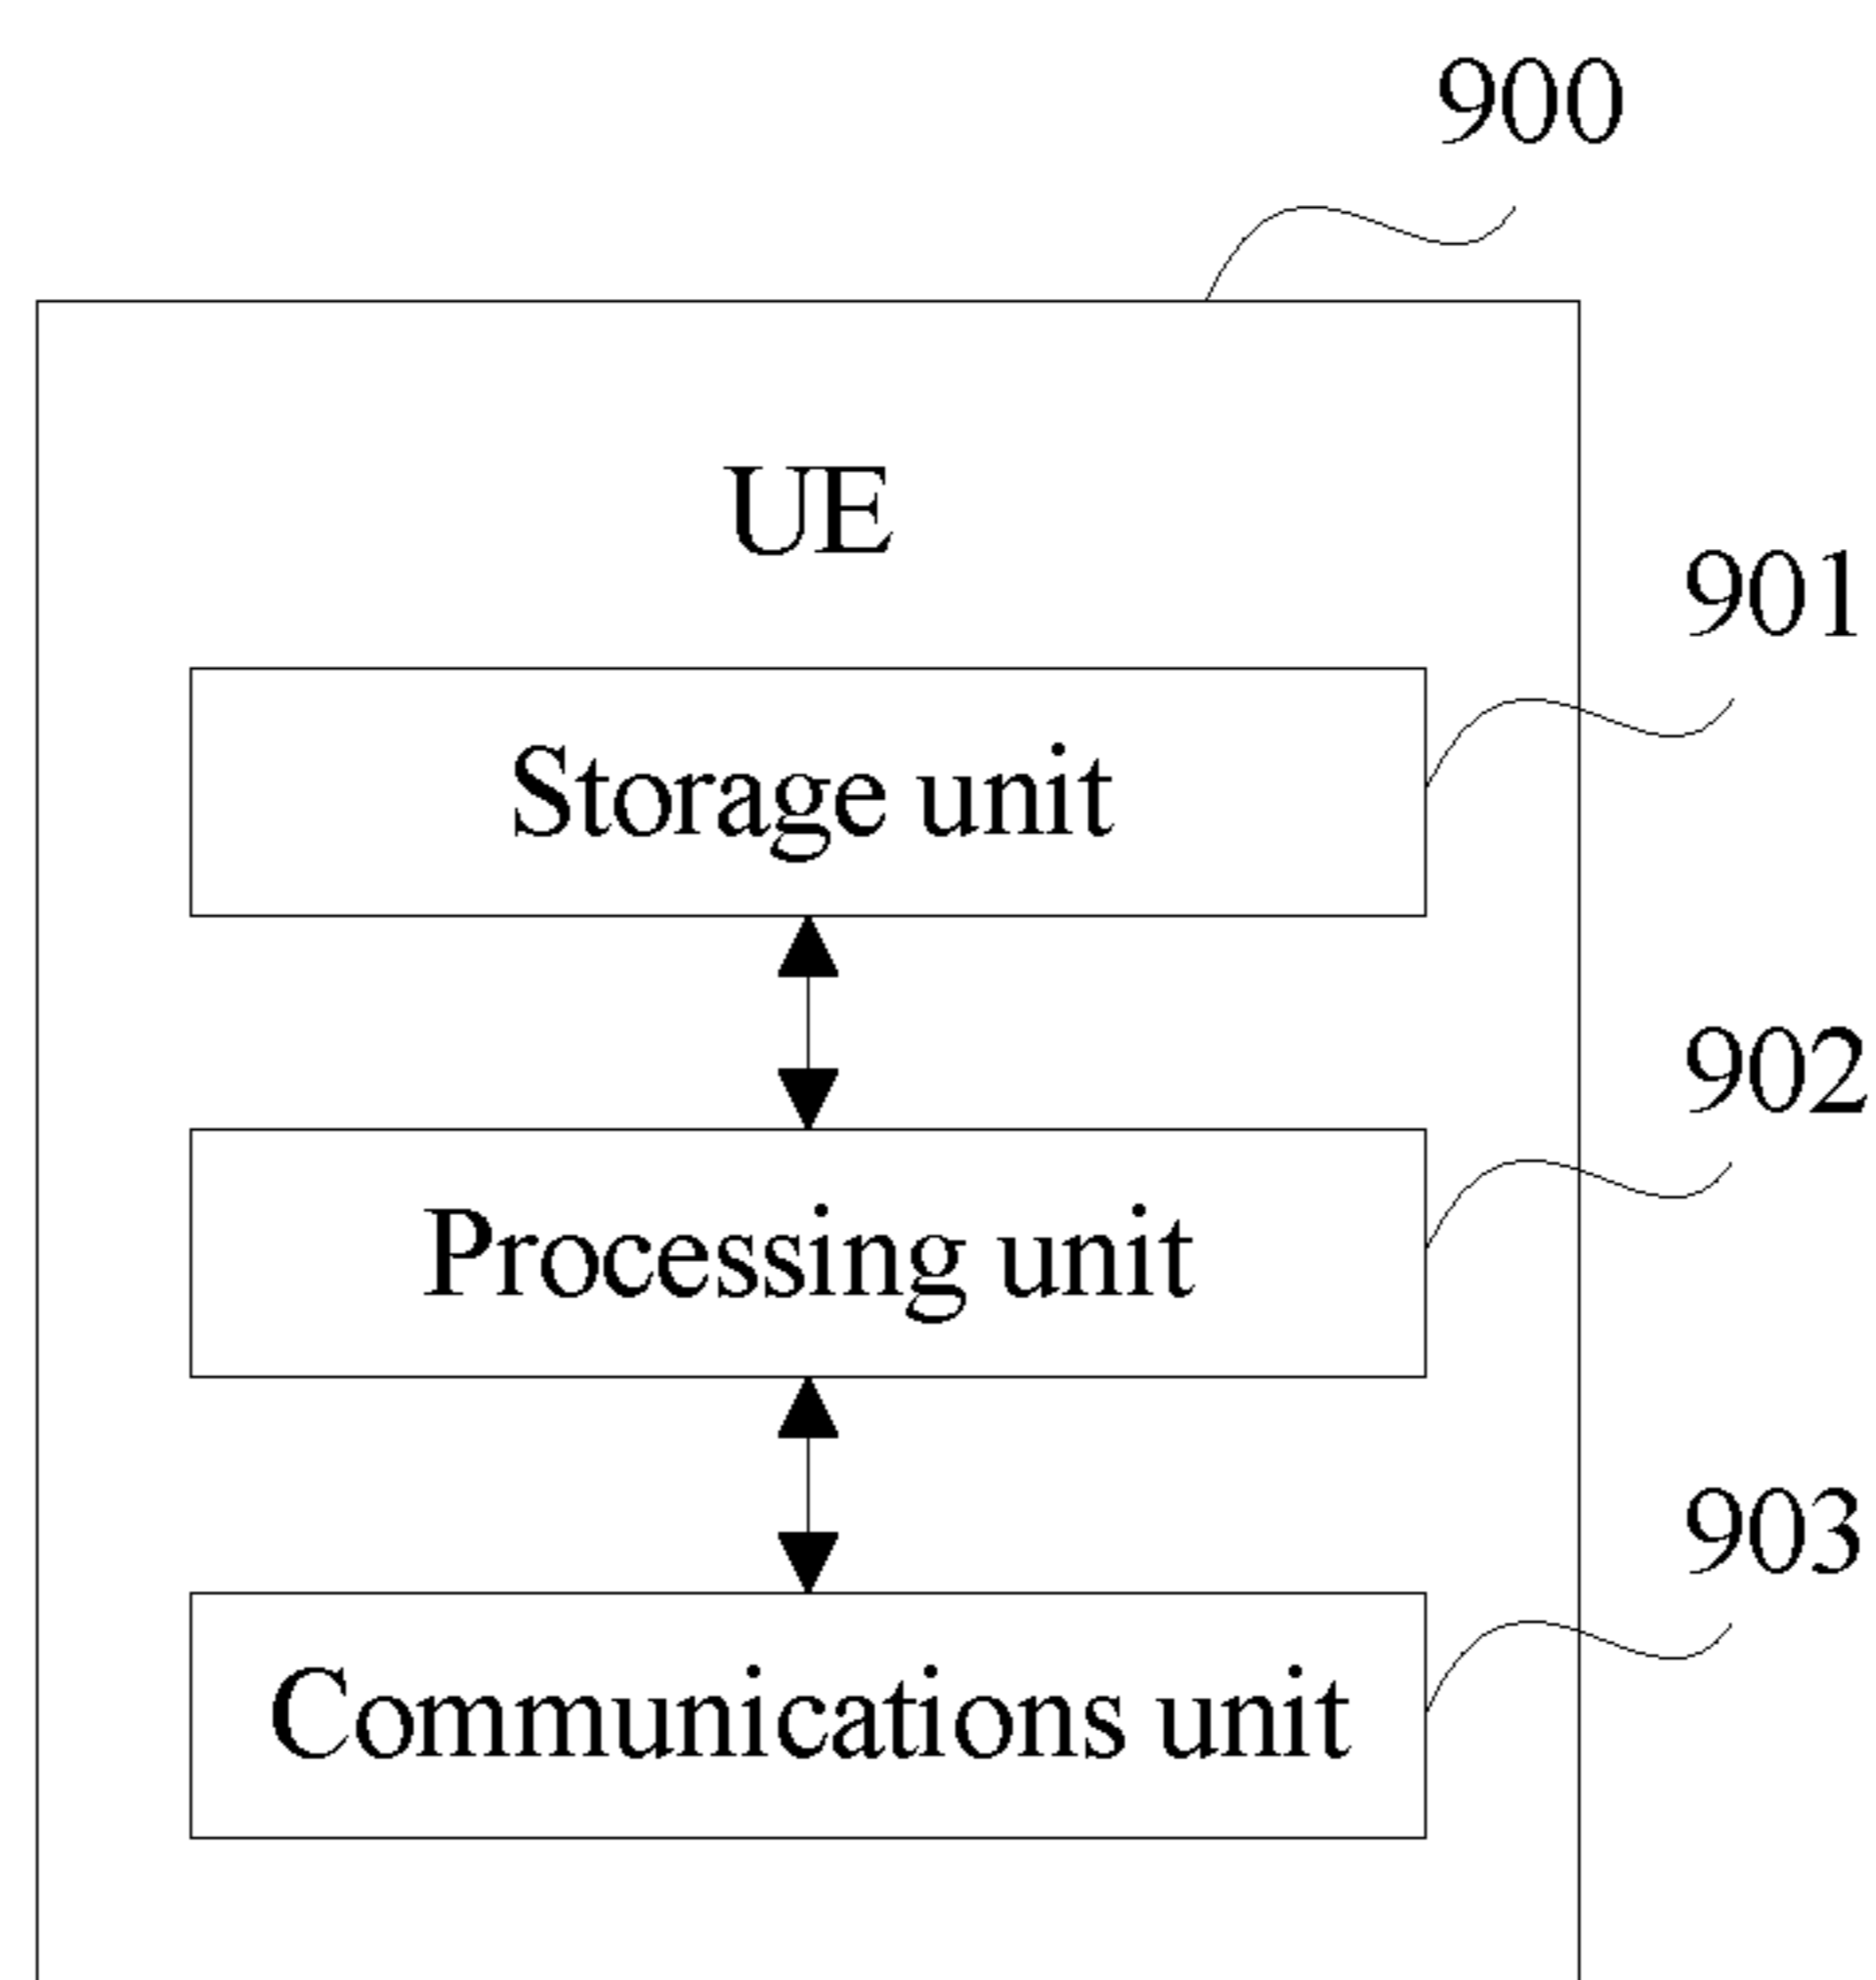 900
UE
901
Storage unit
902
Processing unit
903
Communications unit